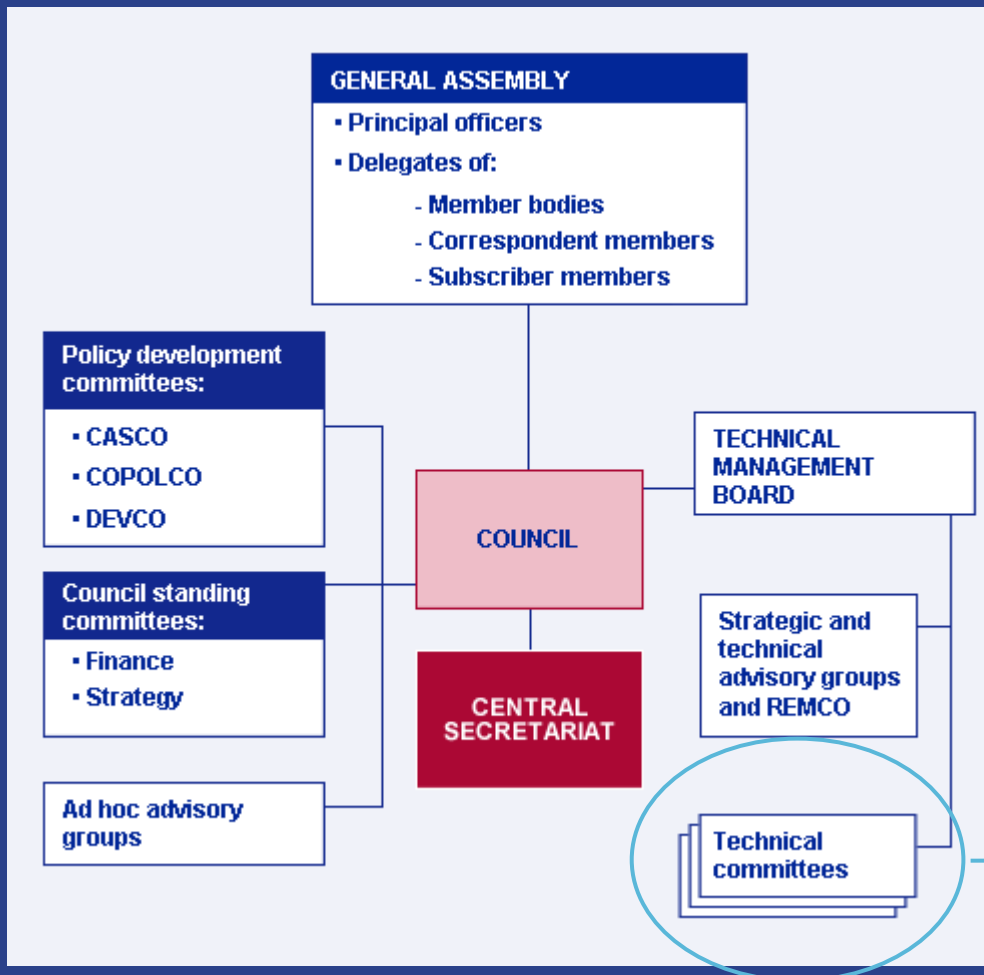 GENERAL ASSEMBLY
▪ Principal officers
▪ Delegates of:
- Member bodies
- Correspondent members
- Subscriber members
Policy development
committees:
▪ CASCO
▪ COPOLCO
▪ DEVCO
Council standing
committees:
▪ Finance
▪ Strategy
Ad hoc advisory
groups
COUNCIL
CENTRAL
SECRETARIAT
TECHNICAL
MANAGEMENT
BOARD
Strategic and
technical
advisory groups
and REMCO
Technical
committees